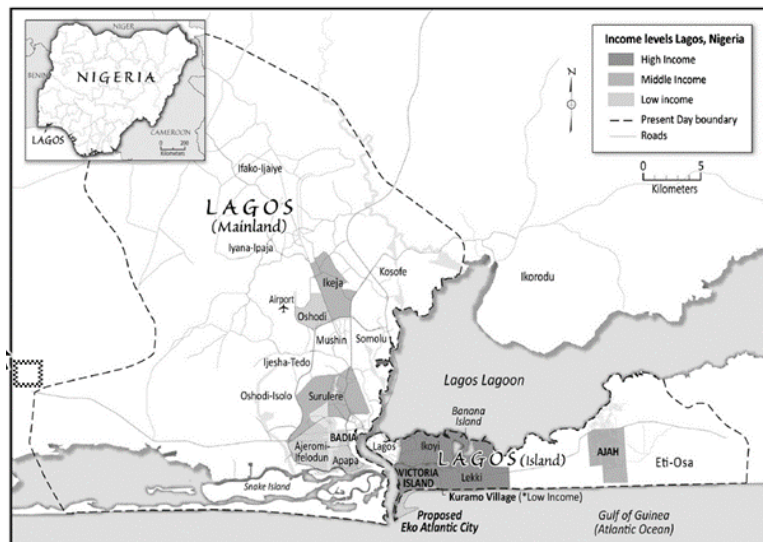 NIGER
BENIN
NIGERIA
LAGOS
CAMEROON
0 200
Kilometers
Income levels Lagos, Nigeria
High Income
Middle Income
Low income
Present Day boundary
Roads
N
0 5
Kilometers
Ifako-Ijaiye
LAGOS
(Mainland)
Iyana-Ipaja
Kosofe
Ikorodu
Ikeja
Airport
Oshodi
Mushin
Somolu
Ijesha-Tedo
Lagos Lagoon
Oshodi-Isolo
Surulere
Banana
Island
BADIA
Lagos
Ikoyi
LAGOS (Island)
AJAH
Eti-Osa
Ajeromi-
Ifelodun
Apapa
VICTORIA
ISLAND
Lekki
Snake Island
Kuramo Village (*Low Income)
Proposed
Eko Atlantic City
Gulf of Guinea
(Atlantic Ocean)